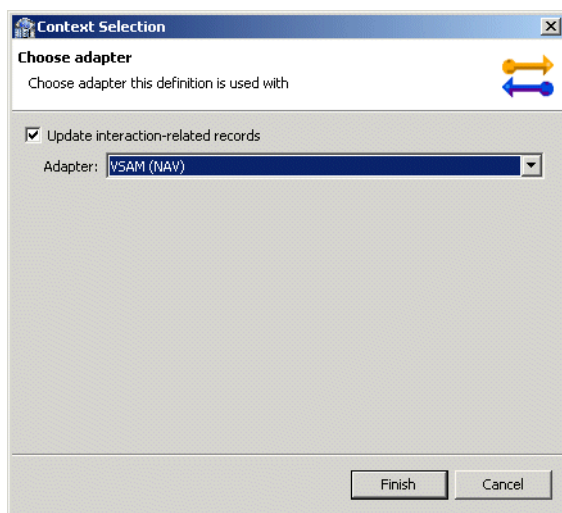 Context Selection
Choose adapter
Choose adapter this definition is used with
Update interaction-related records
Adapter: VSAM (NAV)
Finish Cancel